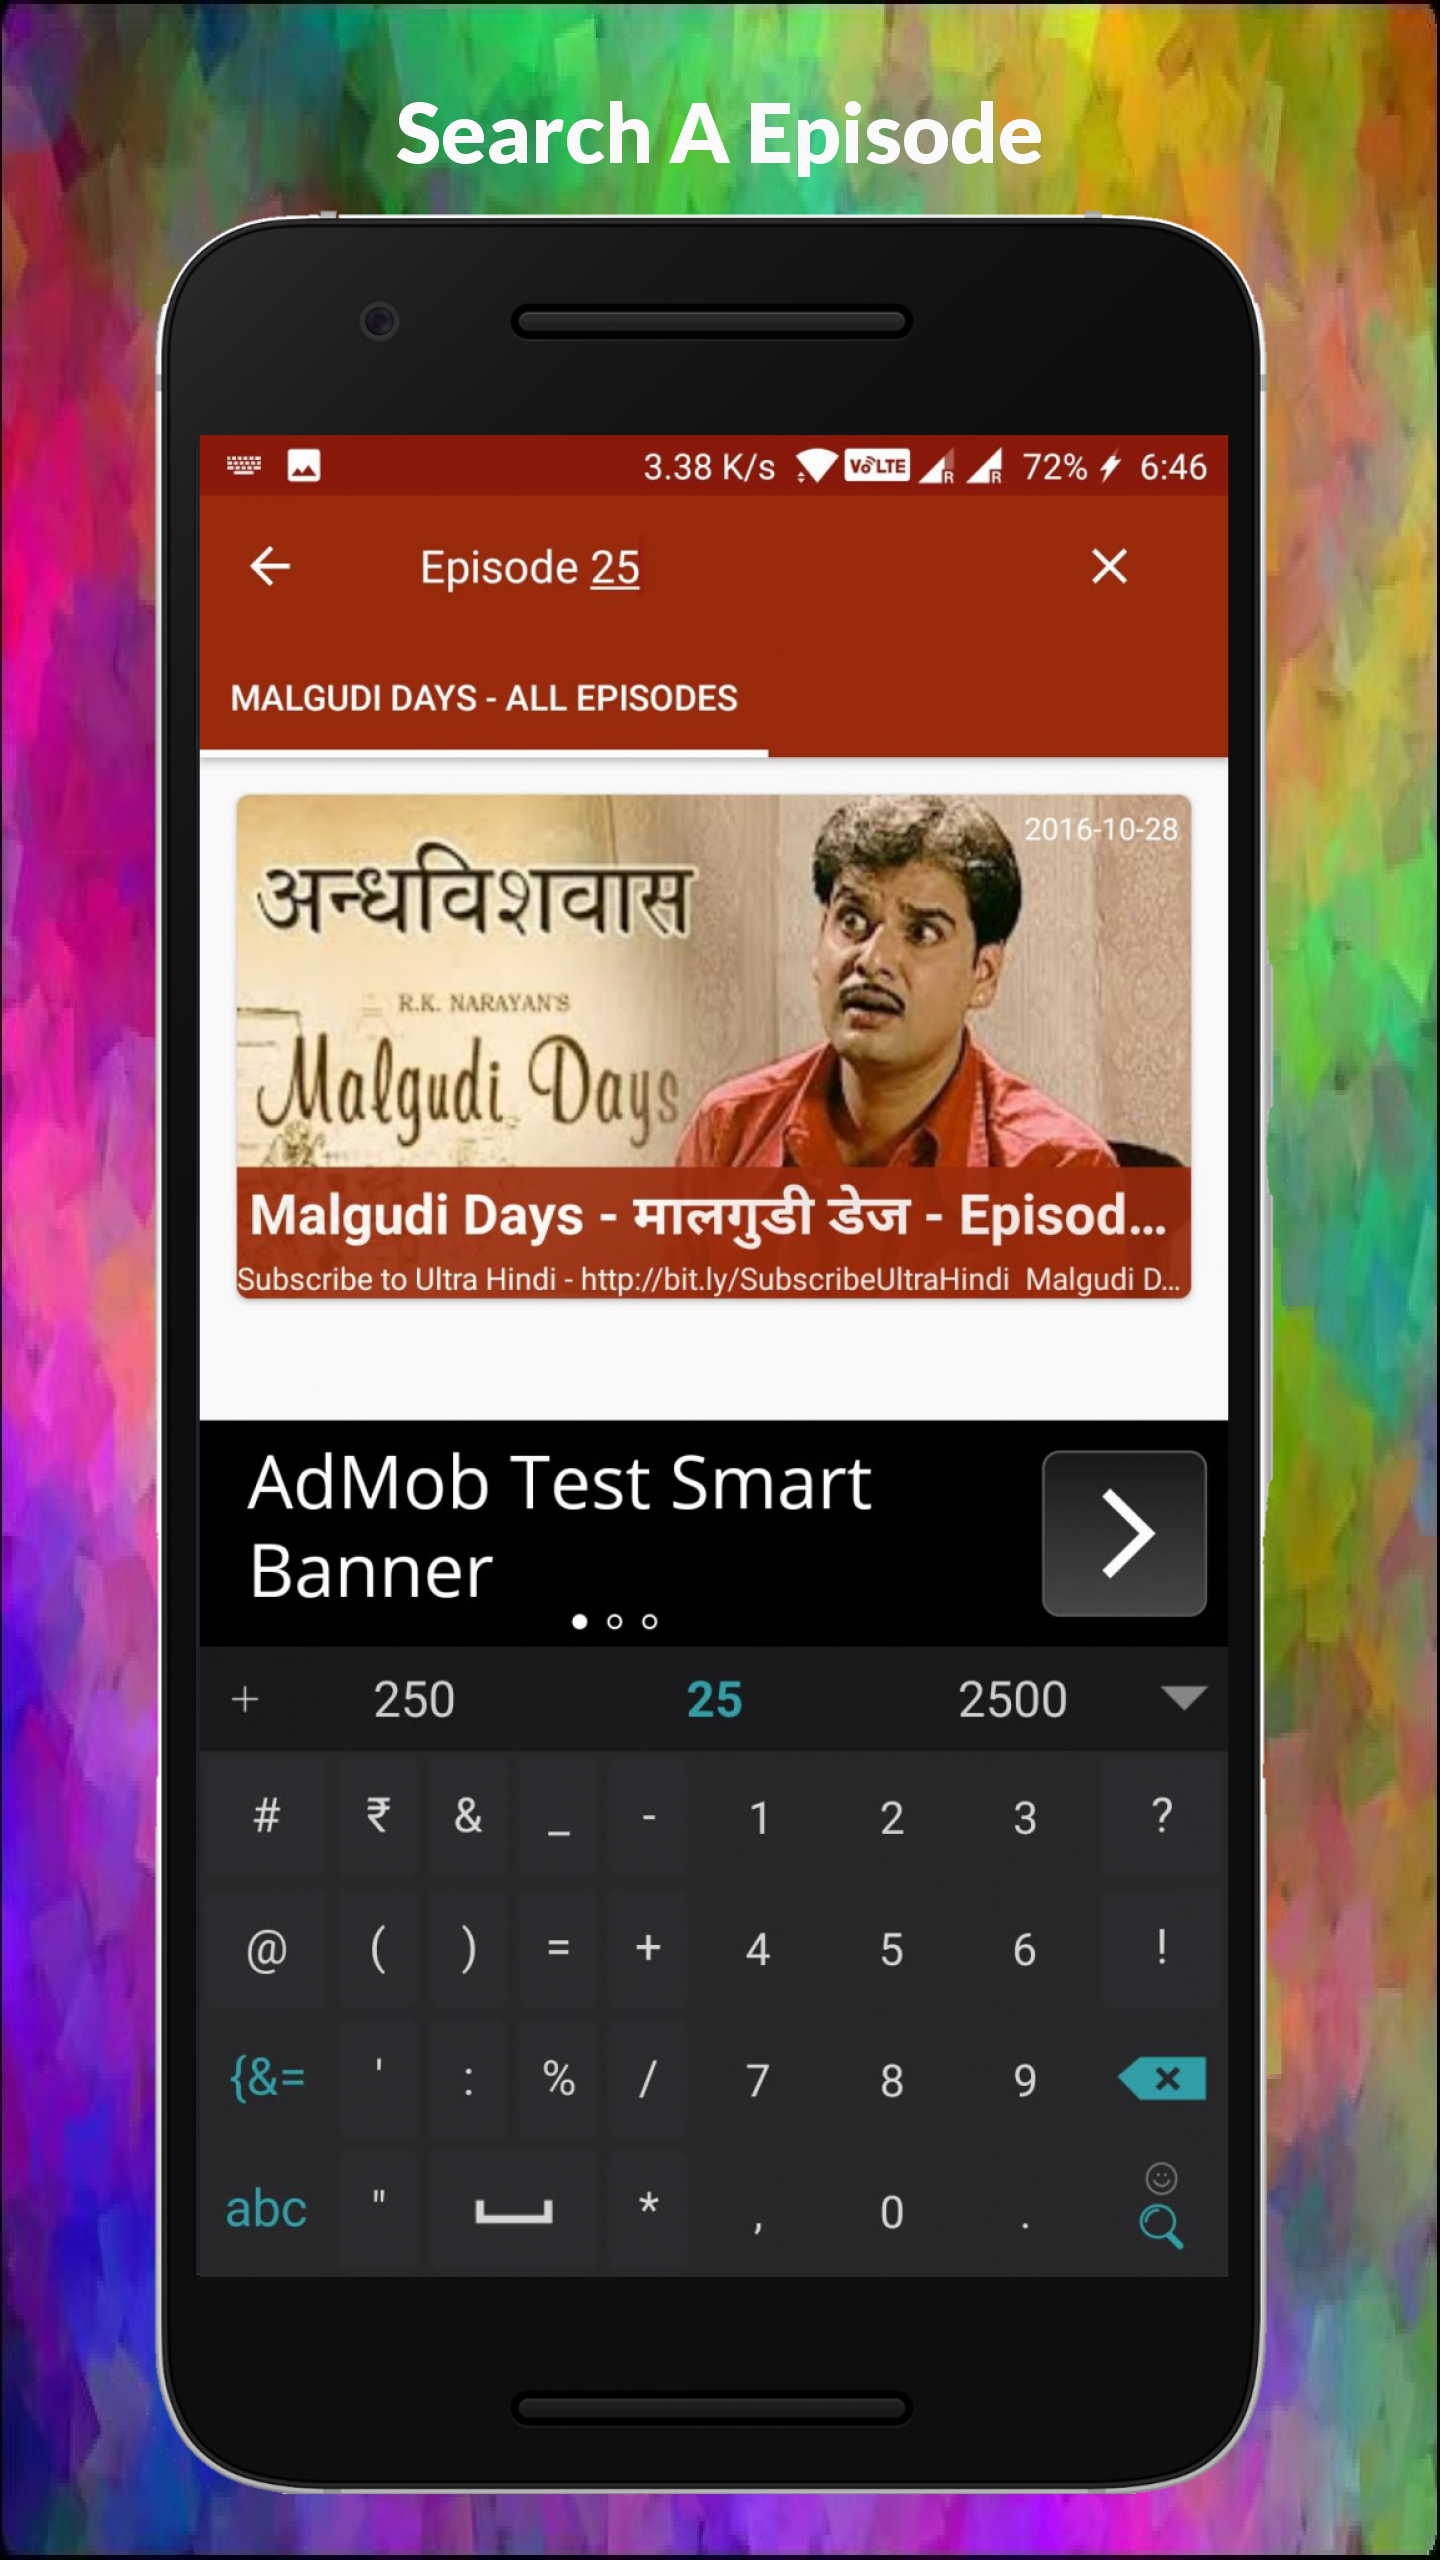 Search A Episode
3.38 K/s VoLTE R R 72% 6:46
Episode 25
MALGUDI DAYS - ALL EPISODES
2016-10-28
अन्धविशवास
R.K. NARAYAN'S
Malgudi Days
Malgudi Days - मालगुडी डेज - Episod...
Subscribe to Ultra Hindi - http://bit.ly/SubscribeUltraHindi Malgudi D...
AdMob Test Smart
Banner
+ 250 25 2500
# ₹ & _ - 1 2 3 ?
@ ( ) = + 4 5 6 !
{&= ' : % / 7 8 9
abc " * , 0 .